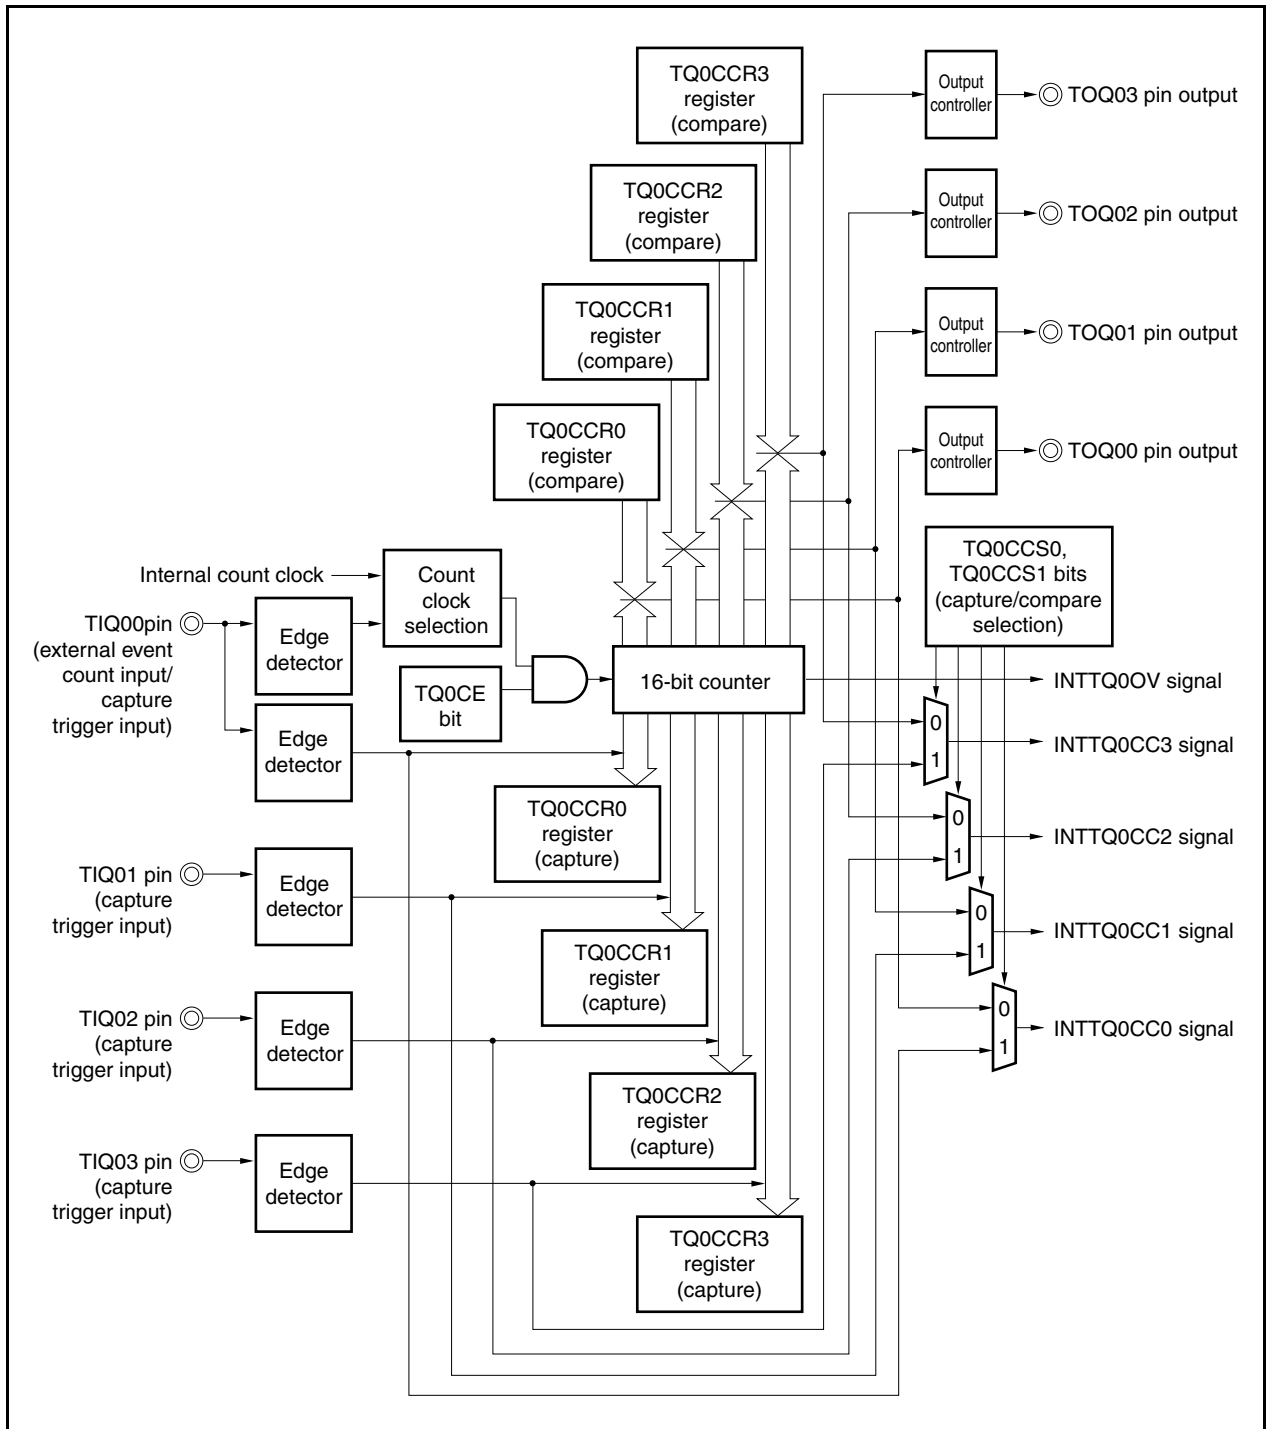 TQ0CCR3
register
(compare)
Output
controller
TOQ03 pin output
TQ0CCR2
register
(compare)
Output
controller
TOQ02 pin output
TQ0CCR1
register
(compare)
Output
controller
TOQ01 pin output
TQ0CCR0
register
(compare)
Output
controller
TOQ00 pin output
TQ0CCS0,
TQ0CCS1 bits
(capture/compare
selection)
Internal count clock
Count
clock
selection
TIQ00pin
(external event
count input/
capture
trigger input)
Edge
detector
TQ0CE
bit
16-bit counter
INTTQ0OV signal
Edge
detector
0
1
INTTQ0CC3 signal
TQ0CCR0
register
(capture)
0
1
INTTQ0CC2 signal
TIQ01 pin
(capture
trigger input)
Edge
detector
TQ0CCR1
register
(capture)
0
1
INTTQ0CC1 signal
TIQ02 pin
(capture
trigger input)
Edge
detector
0
1
INTTQ0CC0 signal
TQ0CCR2
register
(capture)
TIQ03 pin
(capture
trigger input)
Edge
detector
TQ0CCR3
register
(capture)